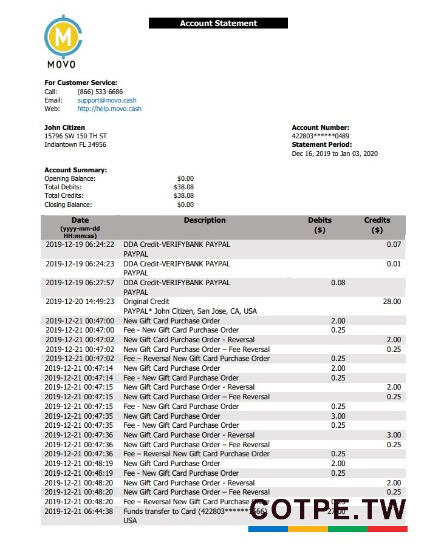 Account Statement
M
MOVO
For Customer Service:
Call: (866) 533-6686
Email: support@movo.cash
Web: http://help.movo.cash
John Citizen
15796 SW 150 TH ST
Indiantown FL 34956
Account Number:
422803******0489
Statement Period:
Dec 16, 2019 to Jan 03, 2020
Account Summary:
Opening Balance: $0.00
Total Debits: $38.08
Total Credits: $38.08
Closing Balance: $0.00
Date (yyyy-mm-dd HH:mm:ss) Description Debits ($) Credits ($)
2019-12-19 06:24:22 DDA Credit-VERIFYBANK PAYPAL 0.07
PAYPAL
2019-12-19 06:24:23 DDA Credit-VERIFYBANK PAYPAL 0.01
PAYPAL
2019-12-19 06:27:57 DDA Credit-VERIFYBANK PAYPAL 0.08
PAYPAL
2019-12-20 14:49:23 Original Credit 28.00
PAYPAL* John Citizen, San Jose, CA, USA
2019-12-21 00:47:00 New Gift Card Purchase Order 2.00
2019-12-21 00:47:00 Fee - New Gift Card Purchase Order 0.25
2019-12-21 00:47:02 New Gift Card Purchase Order - Reversal 2.00
2019-12-21 00:47:02 New Gift Card Purchase Order – Fee Reversal 0.25
2019-12-21 00:47:02 Fee – Reversal New Gift Card Purchase Order 0.25
2019-12-21 00:47:14 New Gift Card Purchase Order 2.00
2019-12-21 00:47:14 Fee - New Gift Card Purchase Order 0.25
2019-12-21 00:47:15 New Gift Card Purchase Order - Reversal 2.00
2019-12-21 00:47:15 New Gift Card Purchase Order – Fee Reversal 0.25
2019-12-21 00:47:15 Fee - New Gift Card Purchase Order 0.25
2019-12-21 00:47:35 New Gift Card Purchase Order 3.00
2019-12-21 00:47:35 Fee - New Gift Card Purchase Order 0.25
2019-12-21 00:47:36 New Gift Card Purchase Order - Reversal 3.00
2019-12-21 00:47:36 New Gift Card Purchase Order – Fee Reversal 0.25
2019-12-21 00:47:36 Fee – Reversal New Gift Card Purchase Order 0.25
2019-12-21 00:48:19 New Gift Card Purchase Order 2.00
2019-12-21 00:48:19 Fee - New Gift Card Purchase Order 0.25
2019-12-21 00:48:20 New Gift Card Purchase Order - Reversal 2.00
2019-12-21 00:48:20 New Gift Card Purchase Order – Fee Reversal 0.25
2019-12-21 00:48:20 Fee – Reversal New Gift Card Purchase
2019-12-21 06:44:38 Funds transfer to Card
USA
COTPE.TW